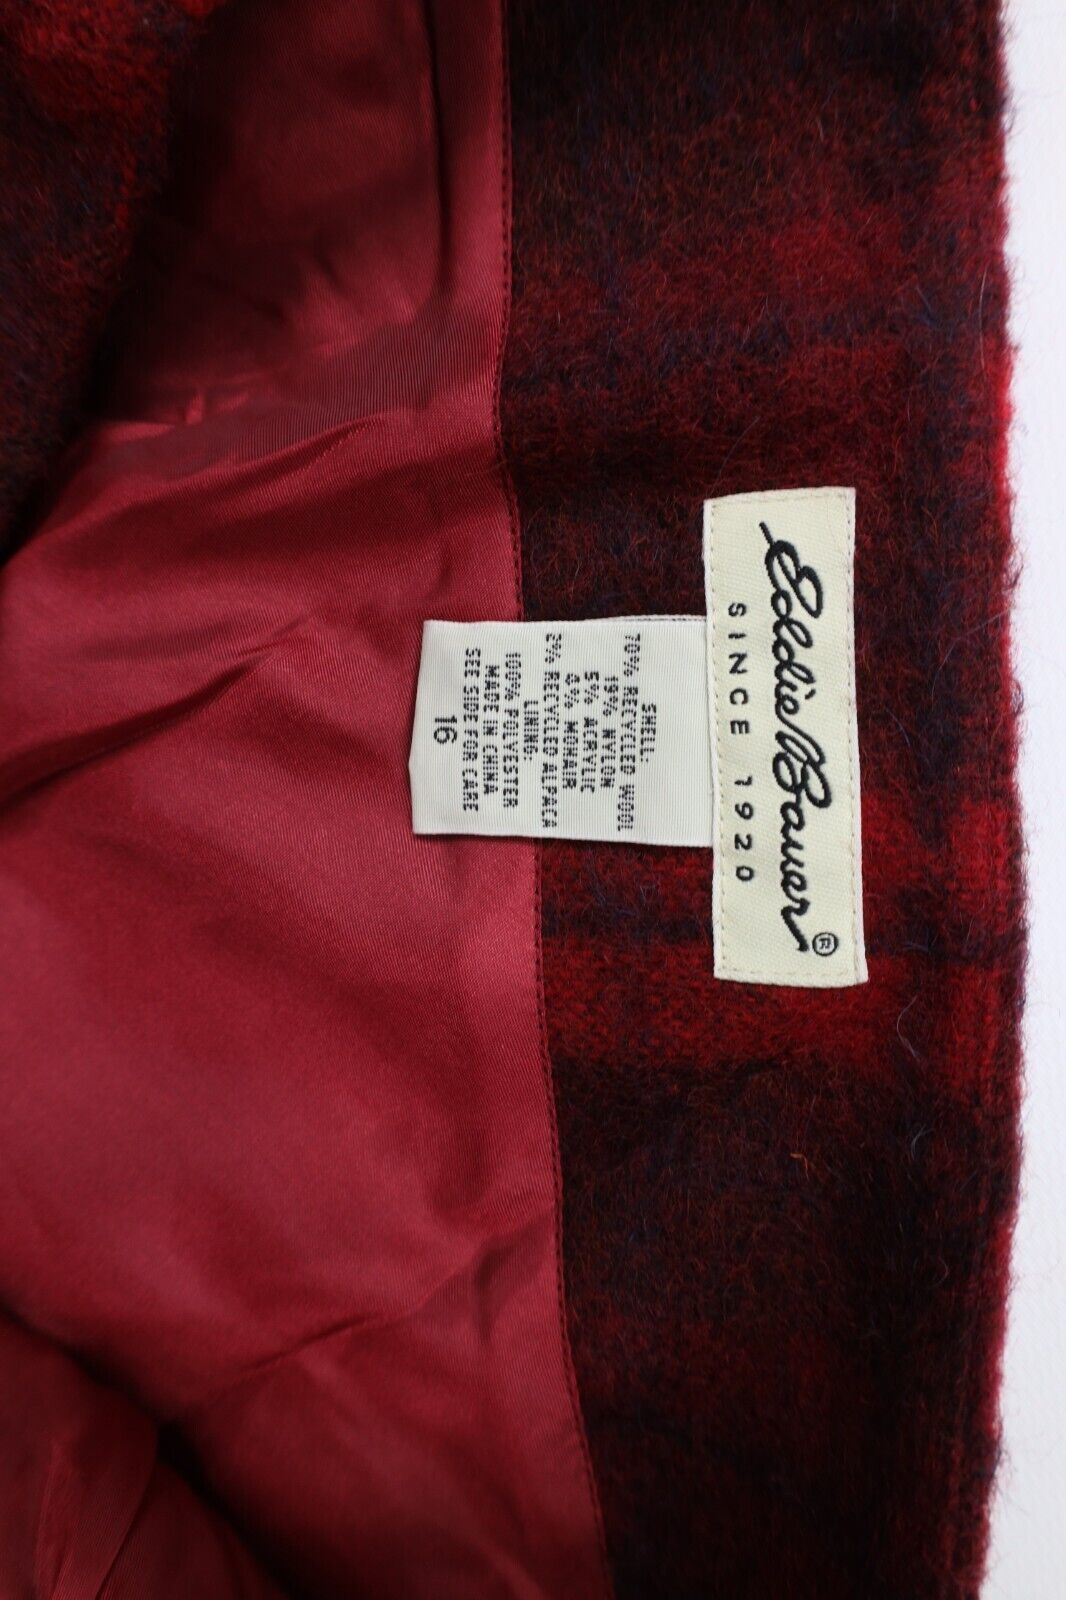 Eddie Bauer®
SINCE 1920
SHELL:
70% RECYCLED WOOL
19% NYLON
5% ACRYLIC
4% MOHAIR
2% RECYCLED ALPACA
LINING:
100% POLYESTER
MADE IN CHINA
SEE SIDE FOR CARE
16